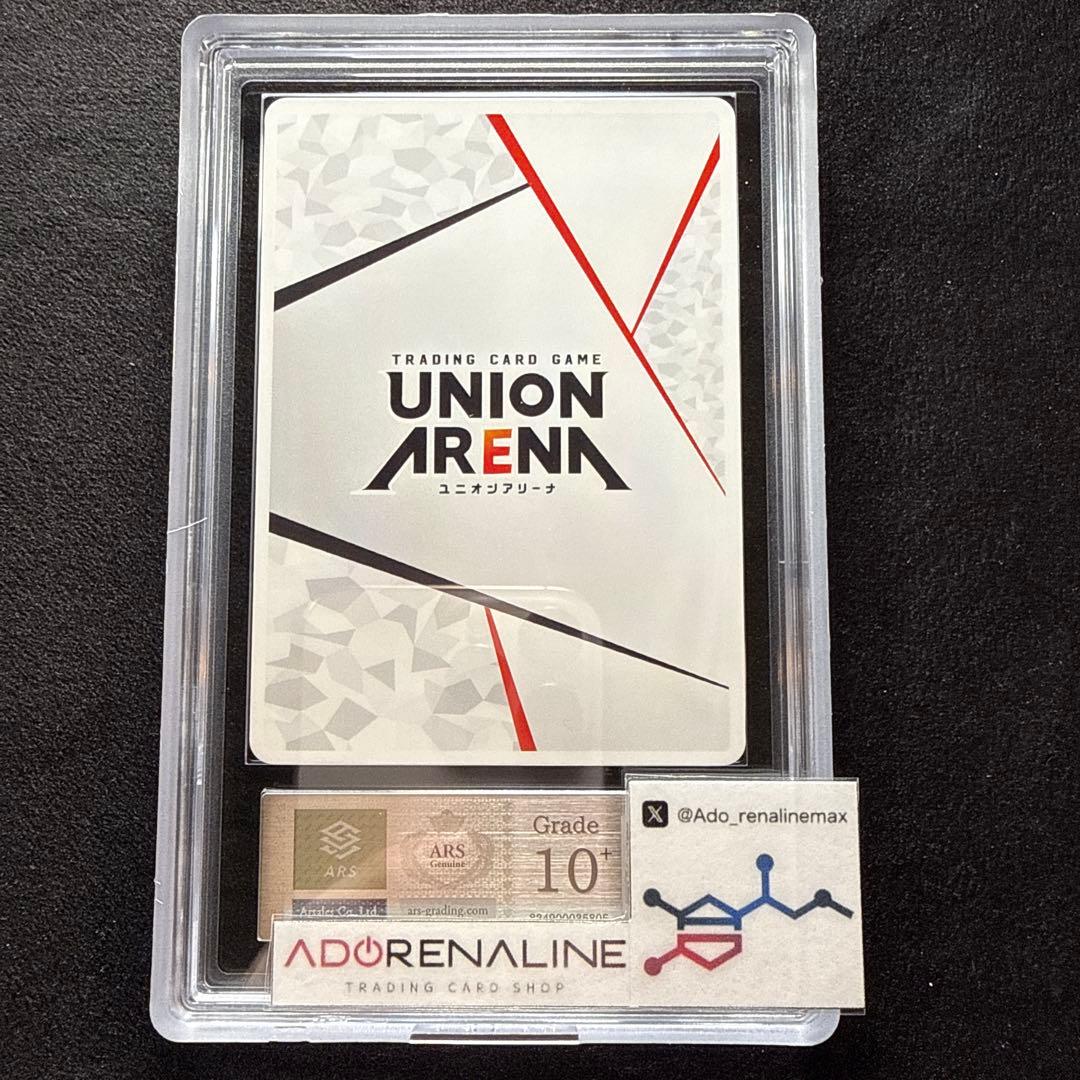 TRADING CARD GAME
UNION
ARENA
ユニオンアリーナ
𝕏 @Ado_renalinemax
ARS
ARS
Genuine
Grade
10+
Arsales Co., Ltd.
ars-grading.com
ADORENALINE
TRADING CARD SHOP